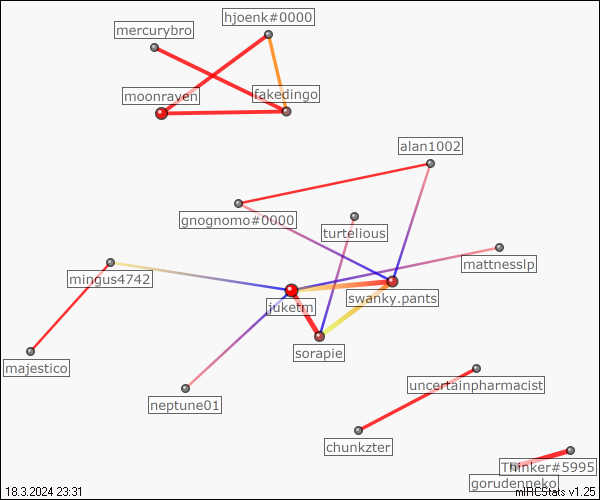 hjoenk#0000
mercurybro
moonraven
fakedingo
alan1002
gnognomo#0000
turtelious
mattnesslp
mingus4742
swanky.pants
juketm
sorapie
majestico
uncertainpharmacist
neptune01
chunkzter
Thinker#5995
gorudenneko
18.3.2024 23:31
mIRCStats v1.25